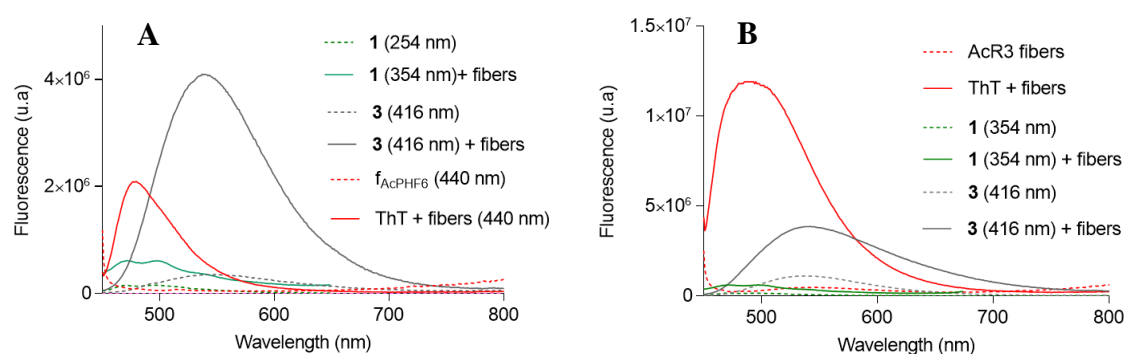 A
Fluorescence (u.a)
4×10⁶
2×10⁶
0
500
600
700
800
Wavelength (nm)
1 (254 nm)
1 (354 nm)+ fibers
3 (416 nm)
3 (416 nm) + fibers
fAcPHF6 (440 nm)
ThT + fibers (440 nm)
B
Fluorescence (u.a)
1.5×10⁷
1.0×10⁷
5×10⁶
0
500
600
700
800
Wavelength (nm)
AcR3 fibers
ThT + fibers
1 (354 nm)
1 (354 nm) + fibers
3 (416 nm)
3 (416 nm) + fibers